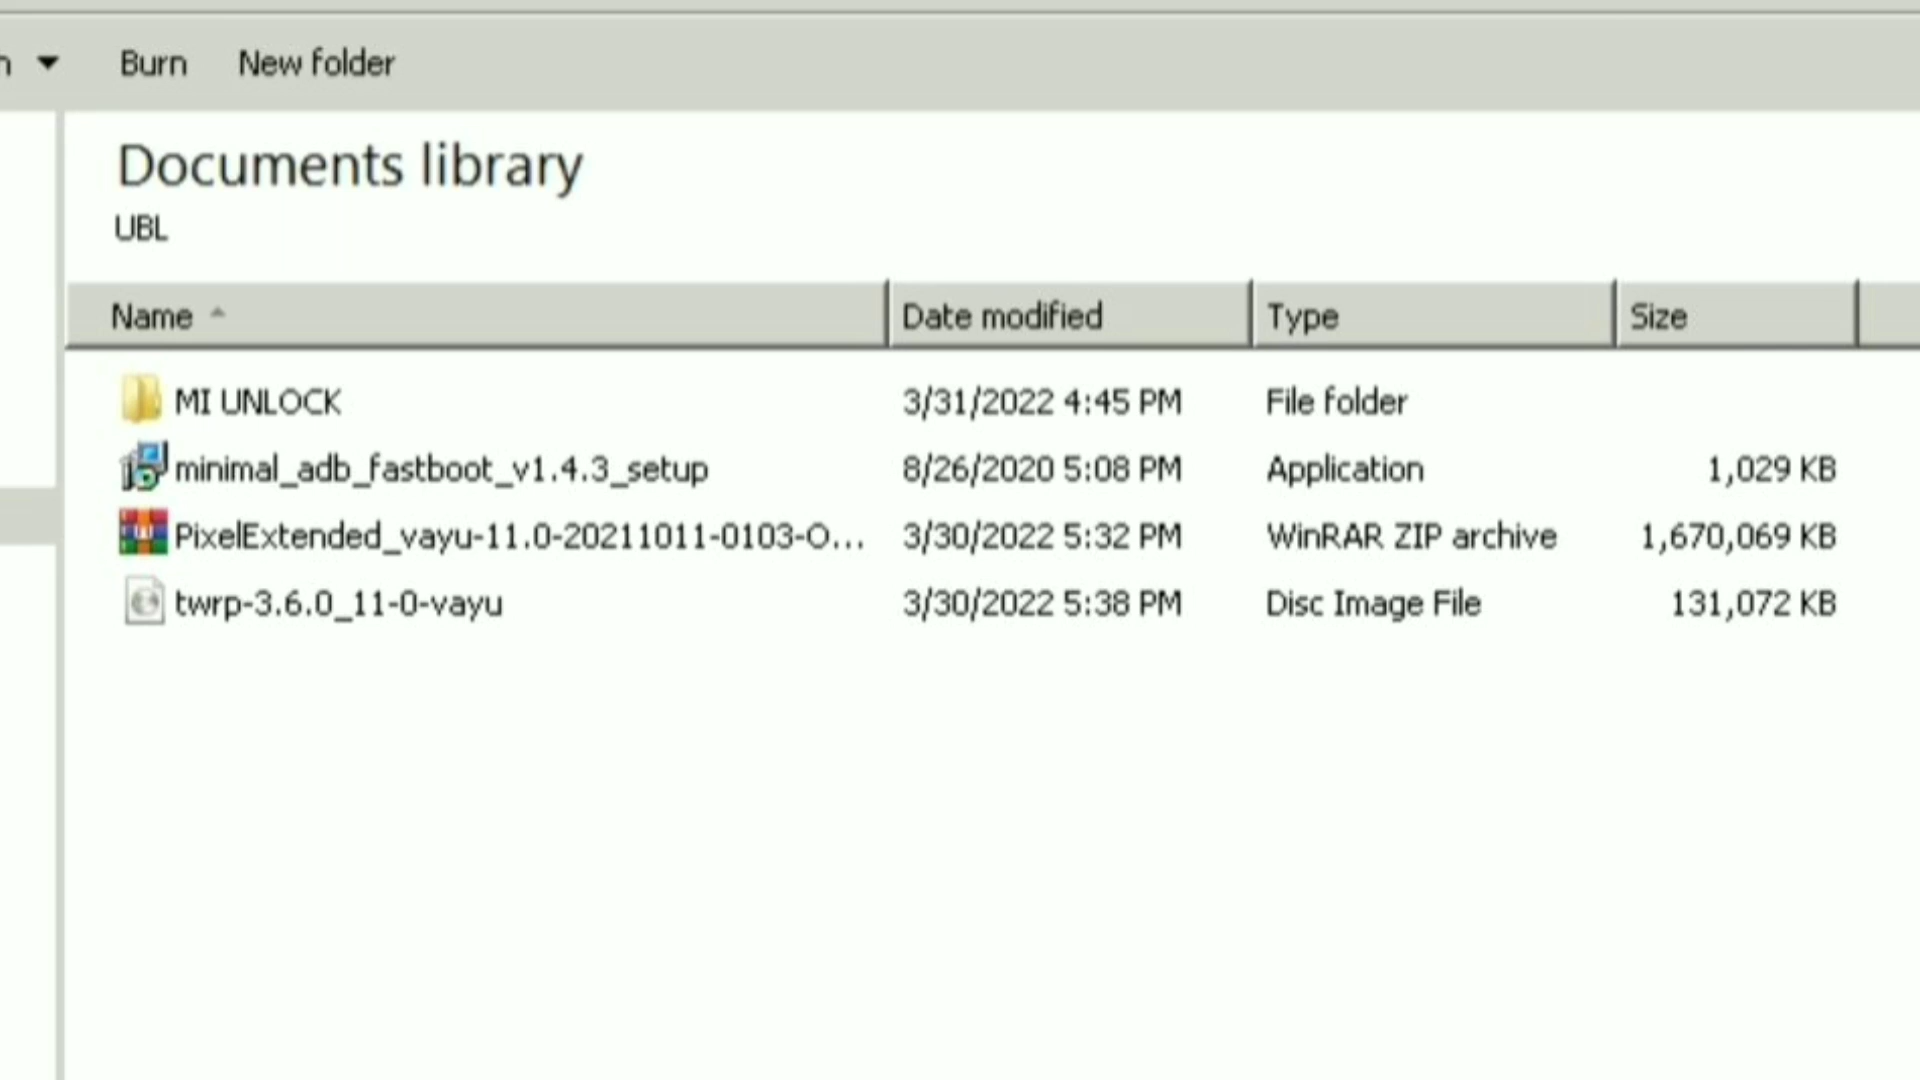 n Burn New folder
Documents library
UBL
Name Date modified Type Size
MI UNLOCK 3/31/2022 4:45 PM File folder
minimal_adb_fastboot_v1.4.3_setup 8/26/2020 5:08 PM Application 1,029 KB
PixelExtended_vayu-11.0-20211011-0103-O... 3/30/2022 5:32 PM WinRAR ZIP archive 1,670,069 KB
twrp-3.6.0_11-0-vayu 3/30/2022 5:38 PM Disc Image File 131,072 KB